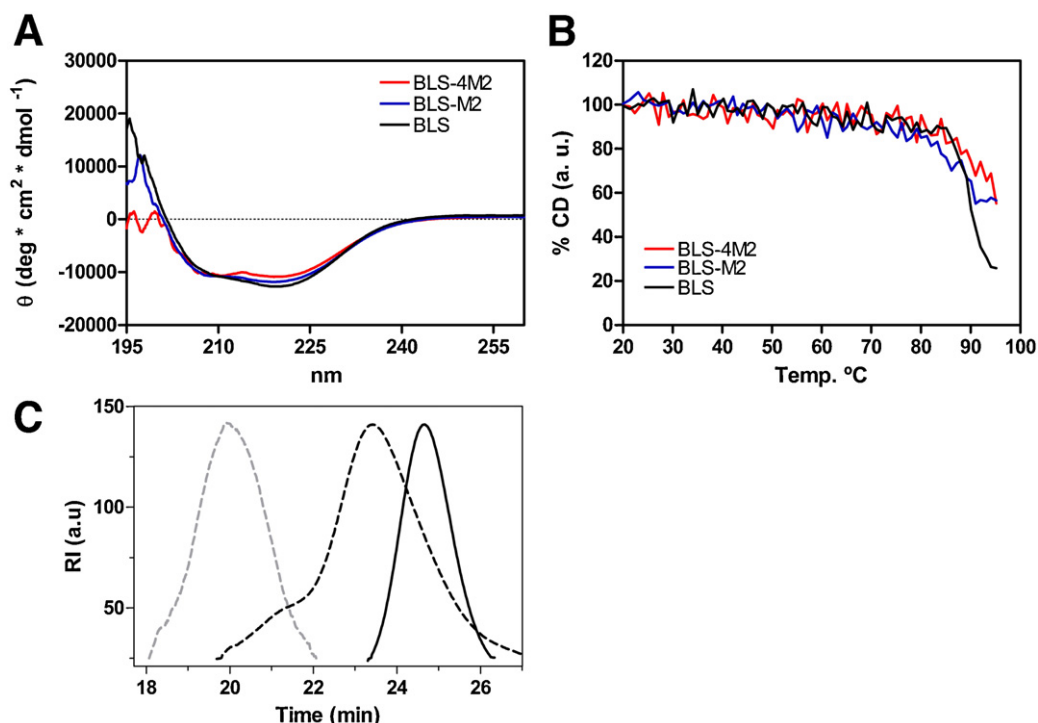 A
30000
20000
10000
0
-10000
-20000
θ (deg * cm² * dmol ⁻¹)
BLS-4M2
BLS-M2
BLS
195 210 225 240 255
nm
B
120
100
80
60
40
20
0
% CD (a. u.)
BLS-4M2
BLS-M2
BLS
20 30 40 50 60 70 80 90 100
Temp. ºC
C
150
100
50
RI (a.u)
18 20 22 24 26
Time (min)